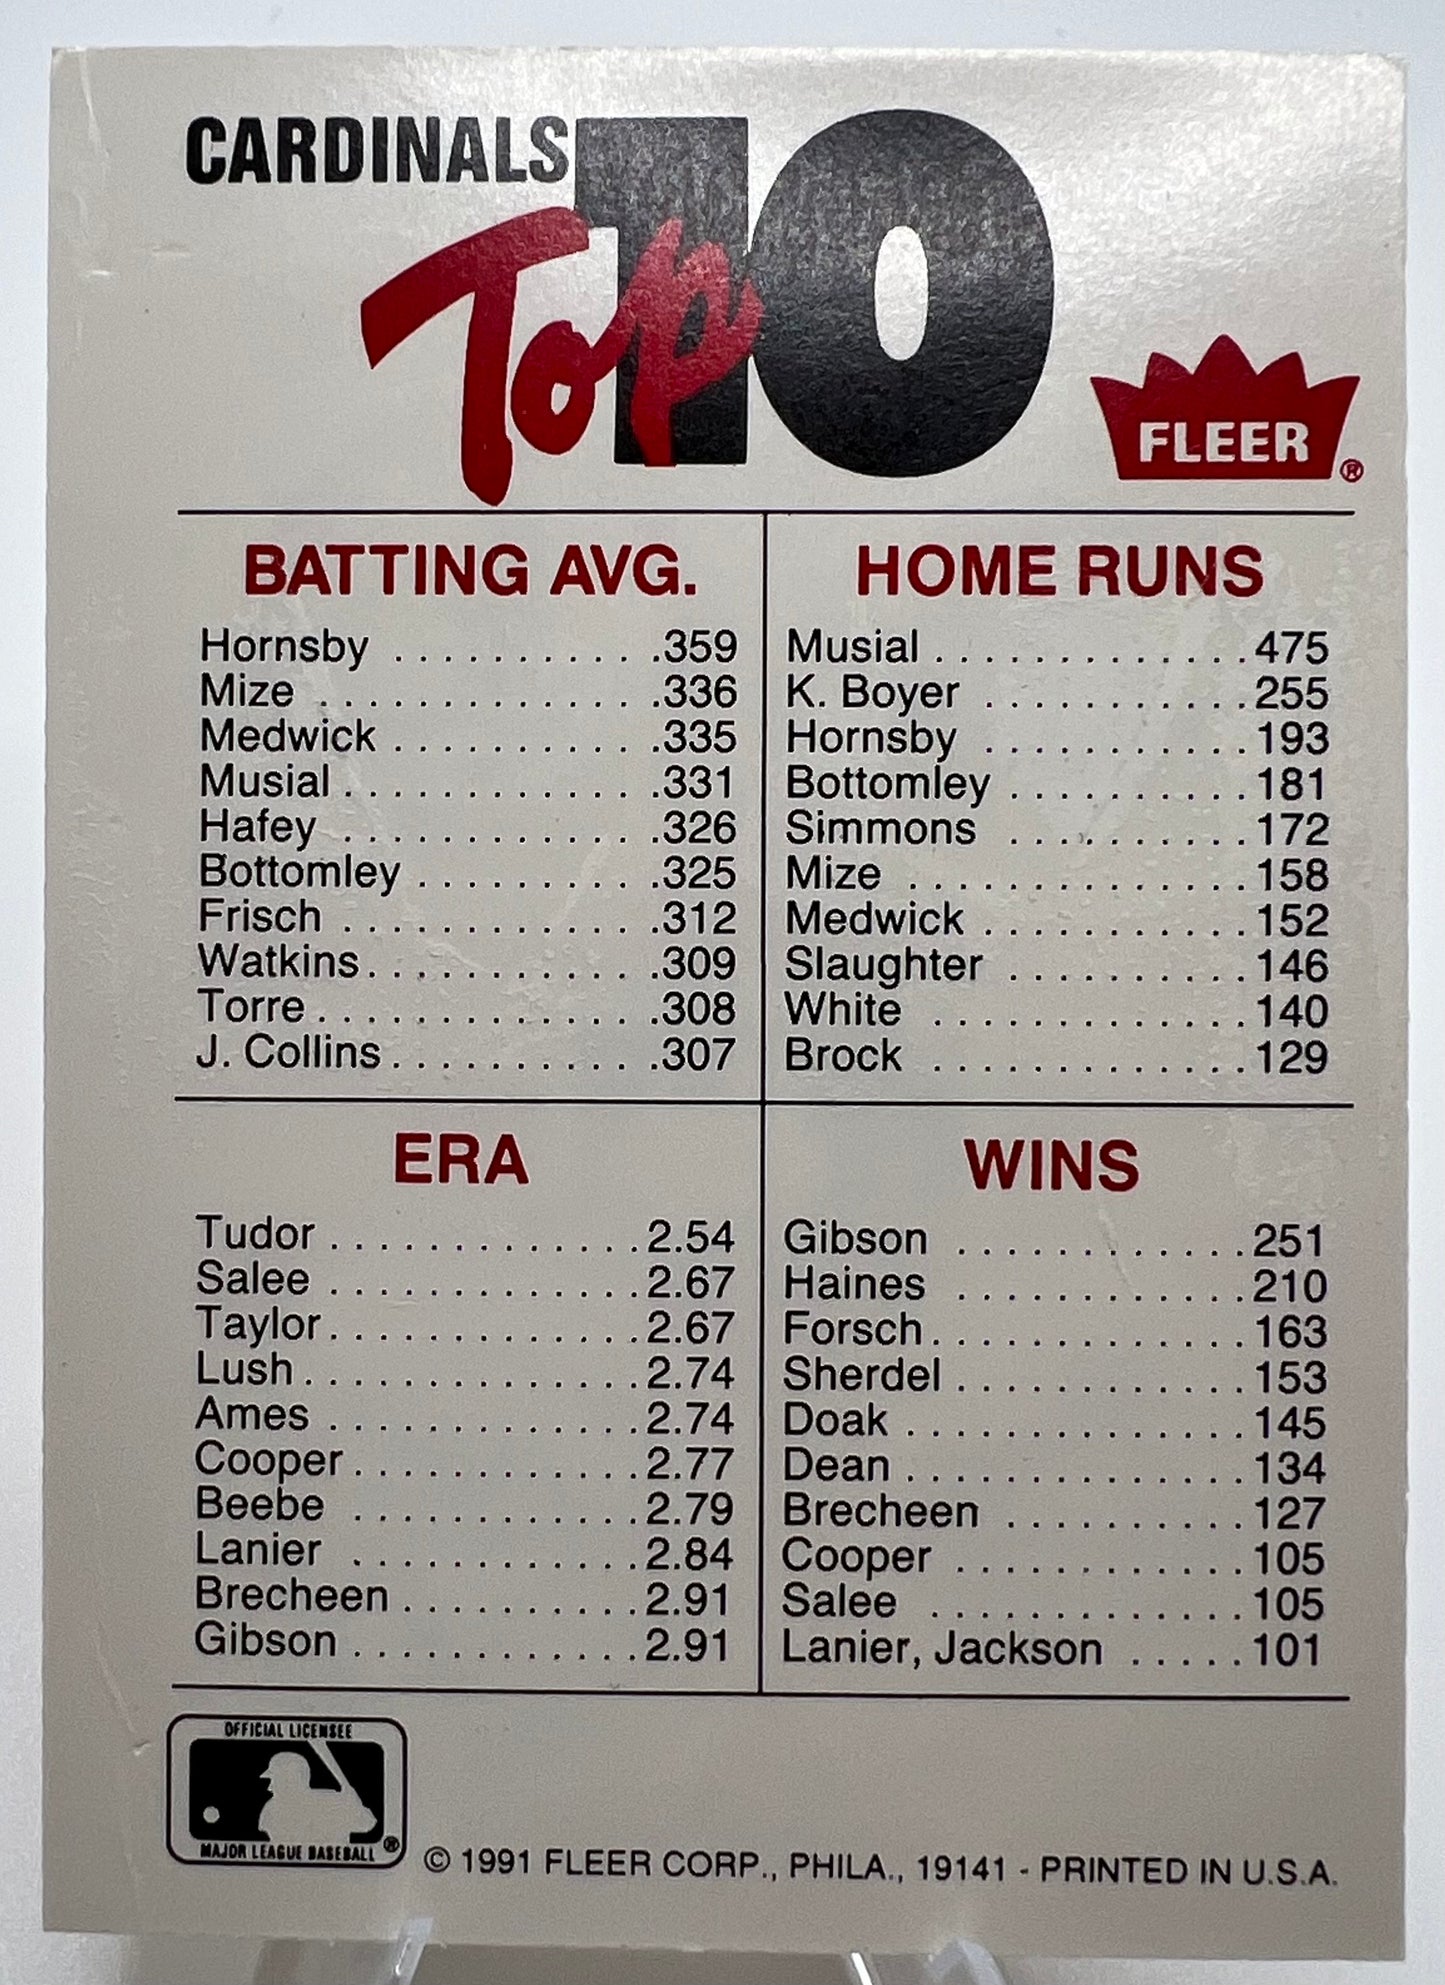 CARDINALS
Top 10
FLEER®
BATTING AVG.
Hornsby . . . . . . . . . . . .359
Mize . . . . . . . . . . . . . . .336
Medwick . . . . . . . . . . . .335
Musial . . . . . . . . . . . . . .331
Hafey . . . . . . . . . . . . . .326
Bottomley . . . . . . . . . . .325
Frisch . . . . . . . . . . . . . .312
Watkins . . . . . . . . . . . . .309
Torre . . . . . . . . . . . . . . .308
J. Collins . . . . . . . . . . . .307
HOME RUNS
Musial . . . . . . . . . . . . . 475
K. Boyer . . . . . . . . . . . 255
Hornsby . . . . . . . . . . . 193
Bottomley . . . . . . . . . . 181
Simmons . . . . . . . . . . 172
Mize . . . . . . . . . . . . . . 158
Medwick . . . . . . . . . . . 152
Slaughter . . . . . . . . . . 146
White . . . . . . . . . . . . . 140
Brock . . . . . . . . . . . . . 129
ERA
Tudor . . . . . . . . . . . . . 2.54
Salee . . . . . . . . . . . . . 2.67
Taylor . . . . . . . . . . . . . 2.67
Lush . . . . . . . . . . . . . . 2.74
Ames . . . . . . . . . . . . . 2.74
Cooper . . . . . . . . . . . . 2.77
Beebe . . . . . . . . . . . . 2.79
Lanier . . . . . . . . . . . . 2.84
Brecheen . . . . . . . . . . 2.91
Gibson . . . . . . . . . . . . 2.91
WINS
Gibson . . . . . . . . . . . . 251
Haines . . . . . . . . . . . . 210
Forsch . . . . . . . . . . . . . 163
Sherdel . . . . . . . . . . . . 153
Doak . . . . . . . . . . . . . . 145
Dean . . . . . . . . . . . . . . 134
Brecheen . . . . . . . . . . 127
Cooper . . . . . . . . . . . . 105
Salee . . . . . . . . . . . . . 105
Lanier, Jackson . . . . . 101
OFFICIAL LICENSEE
MAJOR LEAGUE BASEBALL ®
© 1991 FLEER CORP., PHILA., 19141 - PRINTED IN U.S.A.